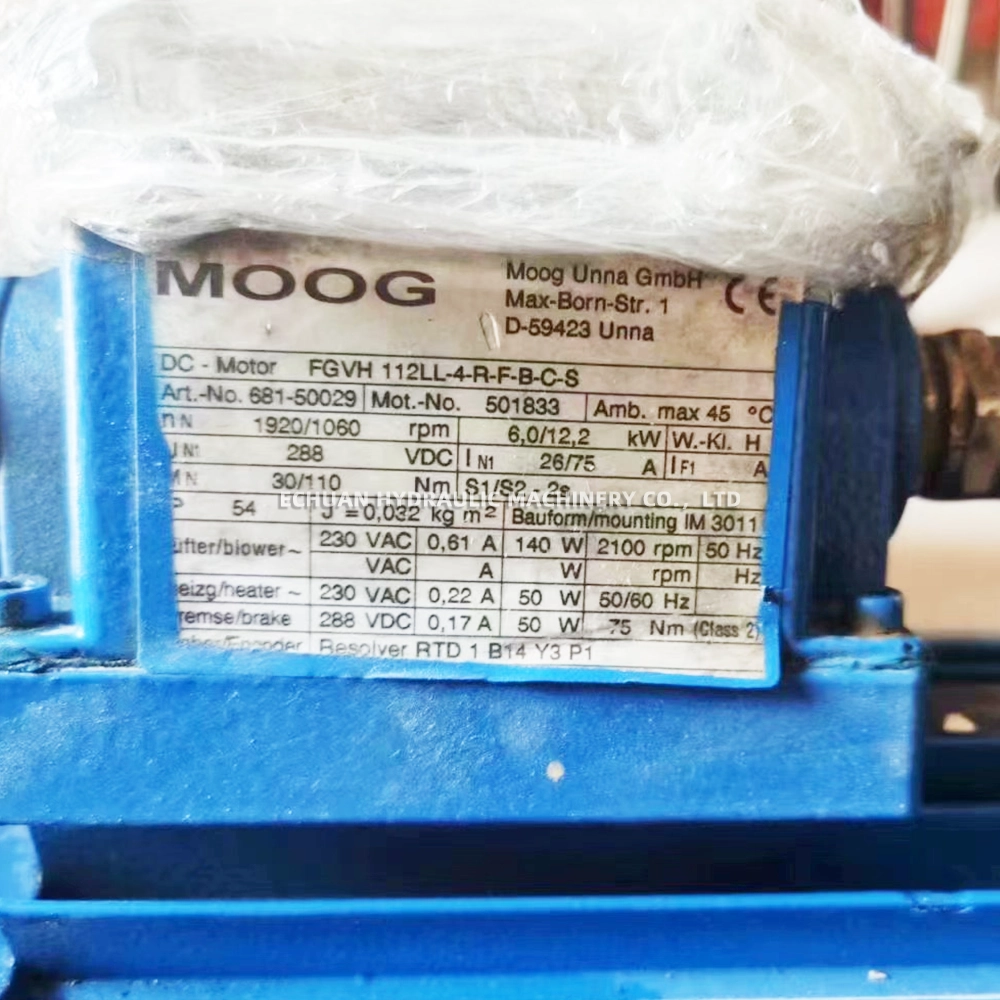 MOOG
Moog Unna GmbH
Max-Born-Str. 1
D-59423 Unna
CE
DC - Motor FGVH 112LL-4-R-F-B-C-S
Art.-No. 681-50029 Mot.-No. 501833 Amb. max 45 °C
n N 1920/1060 rpm 6,0/12,2 kW W.-Kl. H
N1 288 VDC I N1 26/75 A I F1 A
N 30/110 Nm S1/S2 - 2s
ECHUAN HYDRAULIC MACHINERY CO., LTD
P 54 J = 0,032 kg m² Bauform/mounting IM 3011
üfter/blower ~ 230 VAC 0,61 A 140 W 2100 rpm 50 Hz
VAC A W rpm Hz
eizg/heater ~ 230 VAC 0,22 A 50 W 50/60 Hz
remse/brake 288 VDC 0,17 A 50 W 75 Nm (Class 2)
Resolver RTD 1 B14 Y3 P1